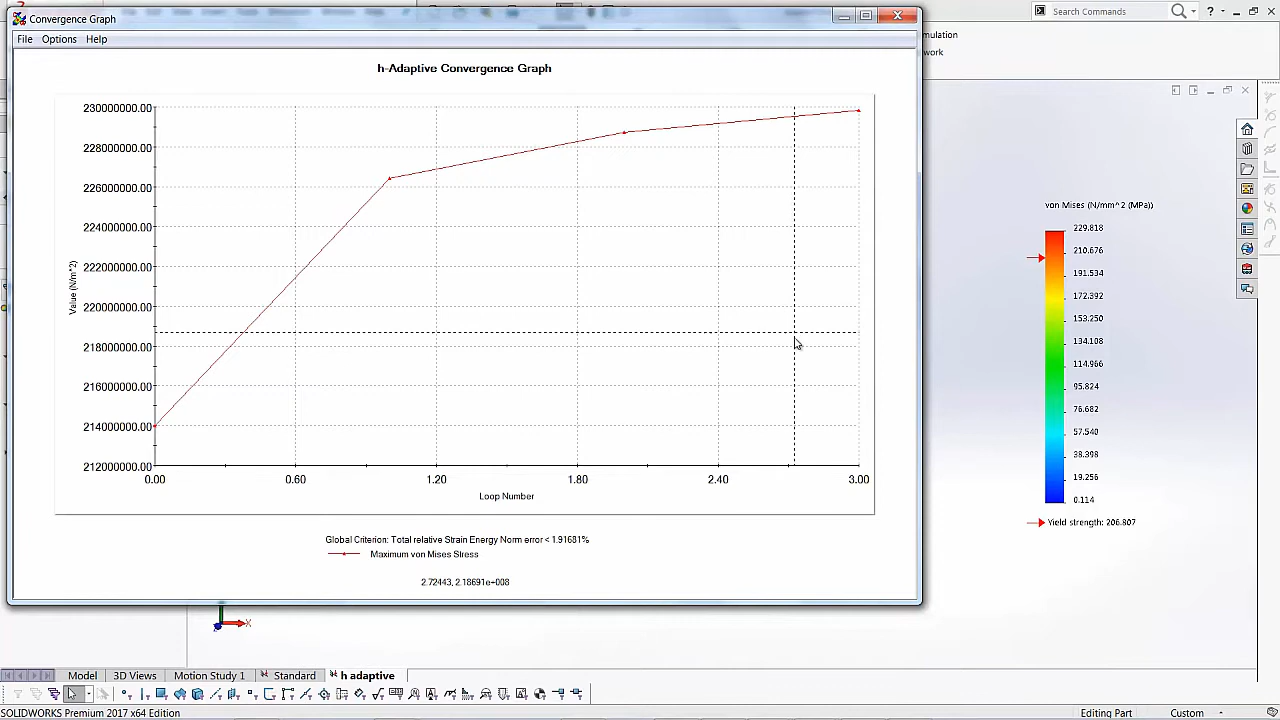 Convergence Graph
Search Commands
?
File Options Help
mulation
work
h-Adaptive Convergence Graph
230000000.00
228000000.00
226000000.00
224000000.00
222000000.00
220000000.00
218000000.00
216000000.00
214000000.00
212000000.00
Value (N/m^2)
0.00 0.60 1.20 1.80 2.40 3.00
Loop Number
Global Criterion: Total relative Strain Energy Norm error < 1.91681%
Maximum von Mises Stress
2.72443, 2.18691e+008
von Mises (N/mm^2 (MPa))
229.818
210.676
191.534
172.392
153.250
134.108
114.966
95.824
76.682
57.540
38.398
19.256
0.114
Yield strength: 206.807
X
Model 3D Views Motion Study 1 Standard h adaptive
SOLIDWORKS Premium 2017 x64 Edition
Editing Part Custom